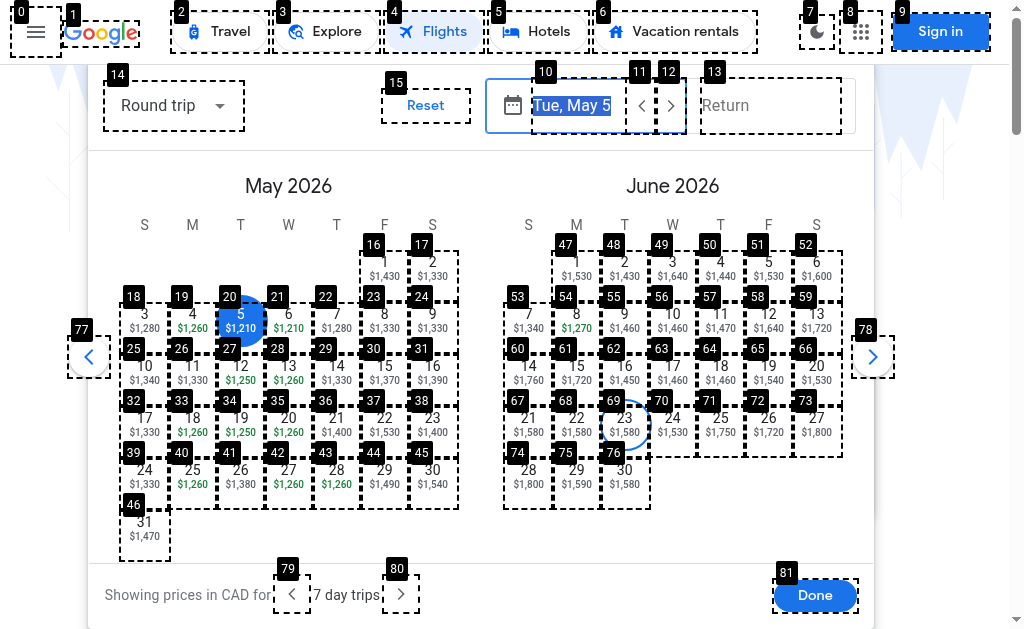 0 1 2 3 4 5 6 7 8 9
Google Travel Explore Flights Hotels Vacation rentals Sign in
14 15 10 11 12 13
Round trip Reset Tue, May 5 Return
May 2026 June 2026
S M T W T F S S M T W T F S
16 17 47 48 49 50 51 52
1 2 1 2 3 4 5 6
$1,430 $1,330 $1,530 $1,430 $1,640 $1,440 $1,530 $1,600
18 19 20 21 22 23 24 53 54 55 56 57 58 59
3 4 5 6 7 8 9 7 8 9 10 11 12 13
$1,280 $1,260 $1,210 $1,210 $1,280 $1,330 $1,330 $1,340 $1,270 $1,460 $1,460 $1,470 $1,640 $1,720
77 78
25 26 27 28 29 30 31 60 61 62 63 64 65 66
10 11 12 13 14 15 16 14 15 16 17 18 19 20
$1,340 $1,330 $1,250 $1,260 $1,330 $1,370 $1,390 $1,760 $1,720 $1,450 $1,460 $1,460 $1,540 $1,530
32 33 34 35 36 37 38 67 68 69 70 71 72 73
17 18 19 20 21 22 23 21 22 23 24 25 26 27
$1,330 $1,260 $1,250 $1,260 $1,400 $1,530 $1,400 $1,580 $1,580 $1,580 $1,530 $1,750 $1,720 $1,800
39 40 41 42 43 44 45 74 75 76
24 25 26 27 28 29 30 28 29 30
$1,330 $1,260 $1,380 $1,260 $1,260 $1,490 $1,540 $1,800 $1,590 $1,580
46
31
$1,470
79 80 81
Showing prices in CAD for 7 day trips Done